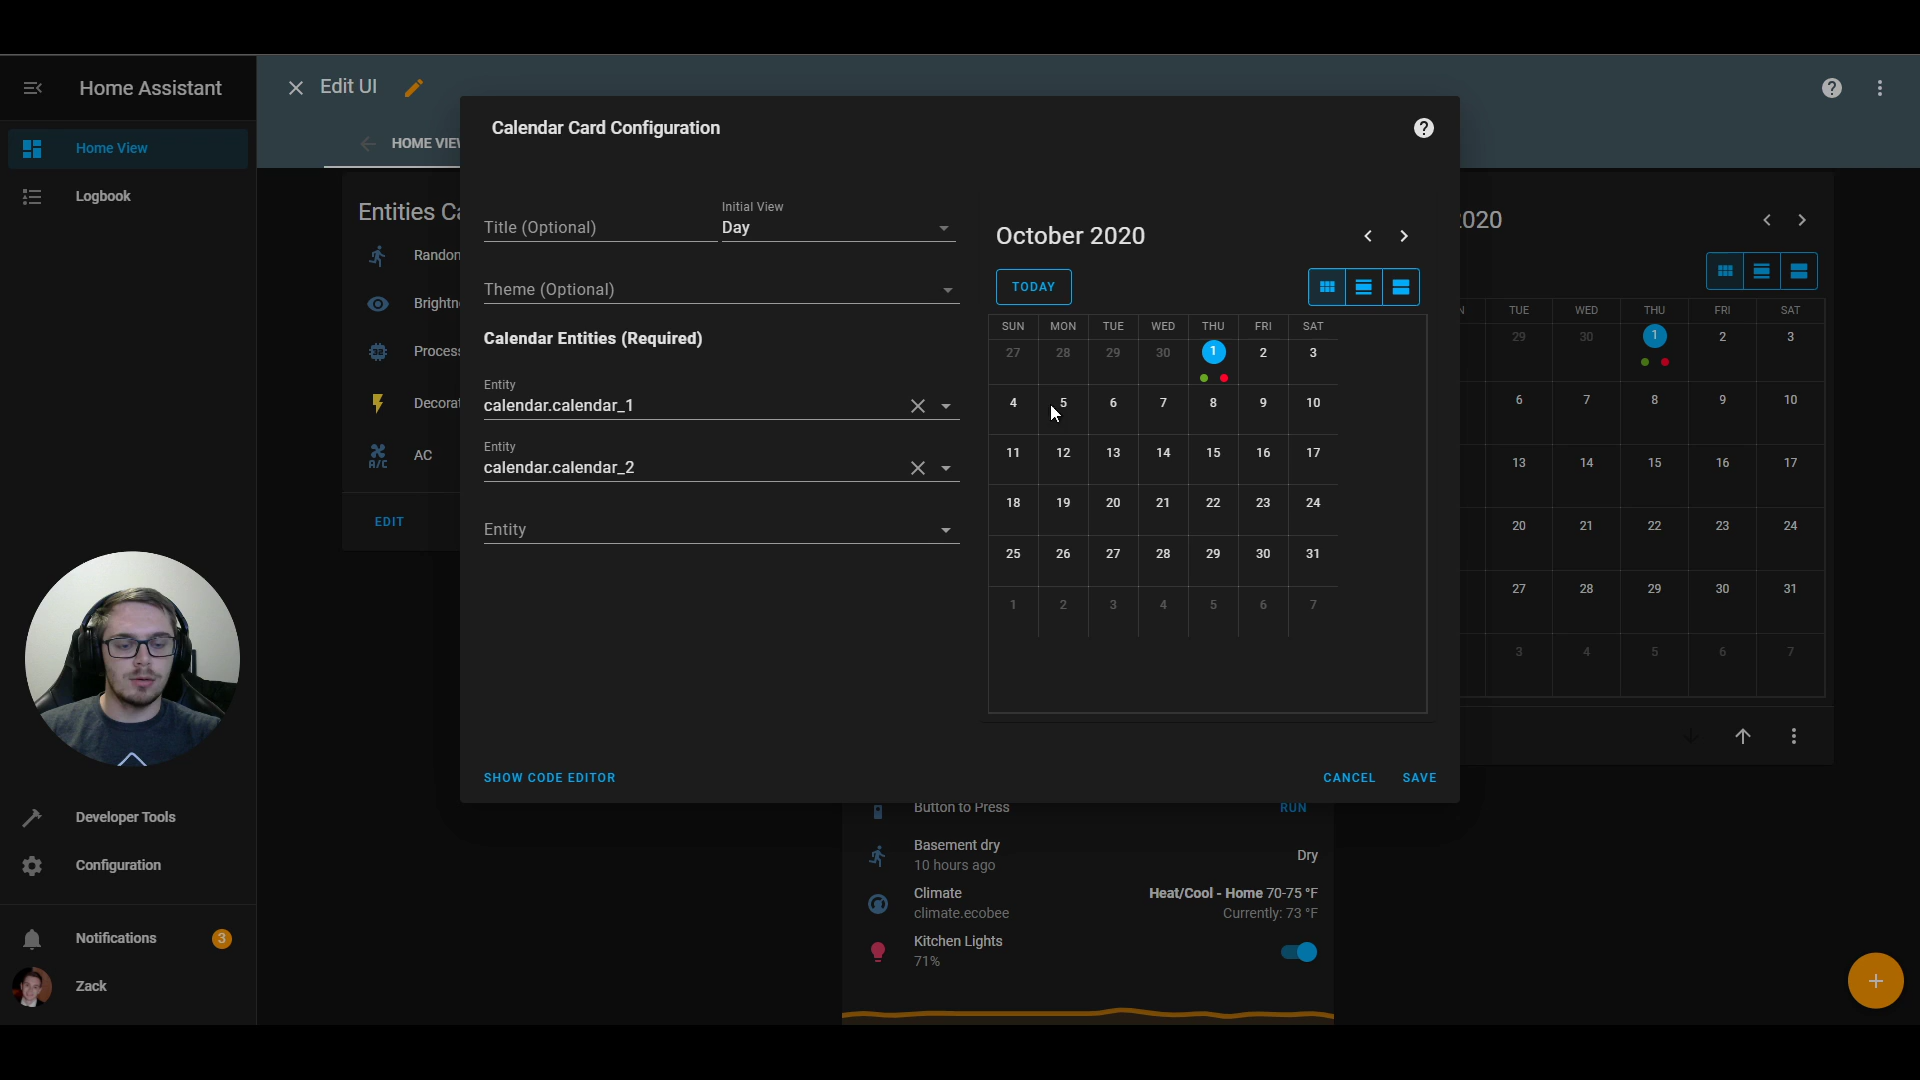 Home Assistant
Home View
Logbook
Developer Tools
Configuration
Notifications
3
Zack
Edit UI
HOME VIEW
Entities Ca
Random
Brightn
Process
Decorat
AC
A/C
EDIT
Calendar Card Configuration
Title (Optional)
Initial View
Day
Theme (Optional)
Calendar Entities (Required)
Entity
calendar.calendar_1
Entity
calendar.calendar_2
Entity
October 2020
TODAY
SUN MON TUE WED THU FRI SAT
27 28 29 30 1 2 3
4 5 6 7 8 9 10
11 12 13 14 15 16 17
18 19 20 21 22 23 24
25 26 27 28 29 30 31
1 2 3 4 5 6 7
SHOW CODE EDITOR
CANCEL SAVE
2020
N TUE WED THU FRI SAT
29 30 1 2 3
6 7 8 9 10
13 14 15 16 17
20 21 22 23 24
27 28 29 30 31
3 4 5 6 7
Button to Press RUN
Basement dry
10 hours ago
Dry
Climate
climate.ecobee
Heat/Cool - Home 70-75 °F
Currently: 73 °F
Kitchen Lights
71%